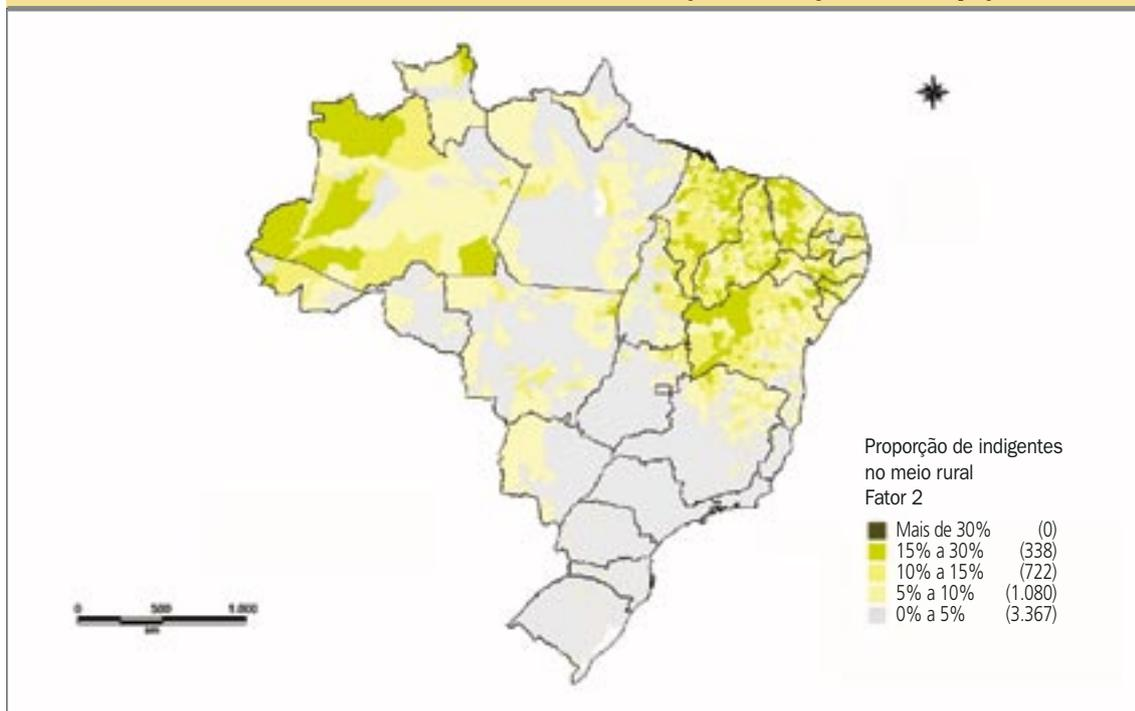 Proporção de indigentes
no meio rural
Fator 2
Mais de 30% (0)
15% a 30% (338)
10% a 15% (722)
5% a 10% (1.080)
0% a 5% (3.367)
0 500 1.000
km